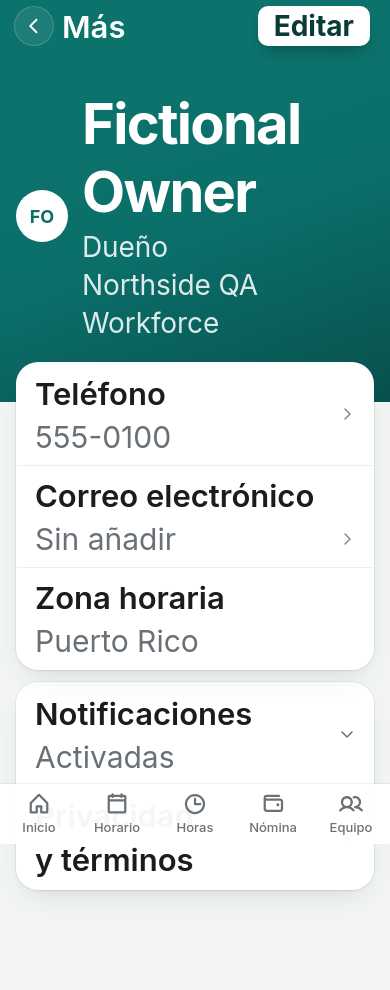 Más
Editar
Fictional
Owner
FO
Dueño
Northside QA
Workforce
Teléfono
555-0100
Correo electrónico
Sin añadir
Zona horaria
Puerto Rico
Notificaciones
Activadas
Privacidad
Inicio
Horario
Horas
Nómina
Equipo
y términos